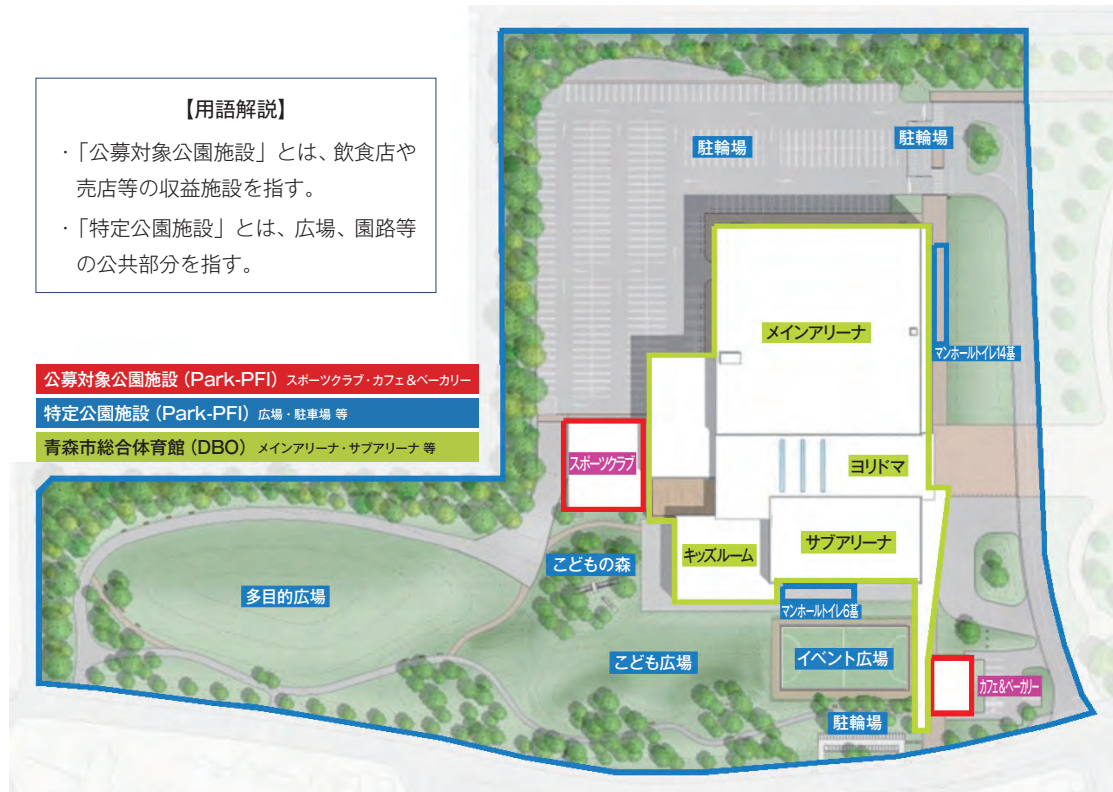 【用語解説】
・「公募対象公園施設」とは、飲食店や
売店等の収益施設を指す。
・「特定公園施設」とは、広場、園路等
の公共部分を指す。
公募対象公園施設 (Park-PFI) スポーツクラブ・カフェ&ベーカリー
特定公園施設 (Park-PFI) 広場・駐車場 等
青森市総合体育館 (DBO) メインアリーナ・サブアリーナ 等
駐輪場
駐輪場
メインアリーナ
マンホールトイレ14基
スポーツクラブ
ヨリドマ
サブアリーナ
キッズルーム
こどもの森
多目的広場
マンホールトイレ6基
こども広場
イベント広場
カフェ&ベーカリー
駐輪場